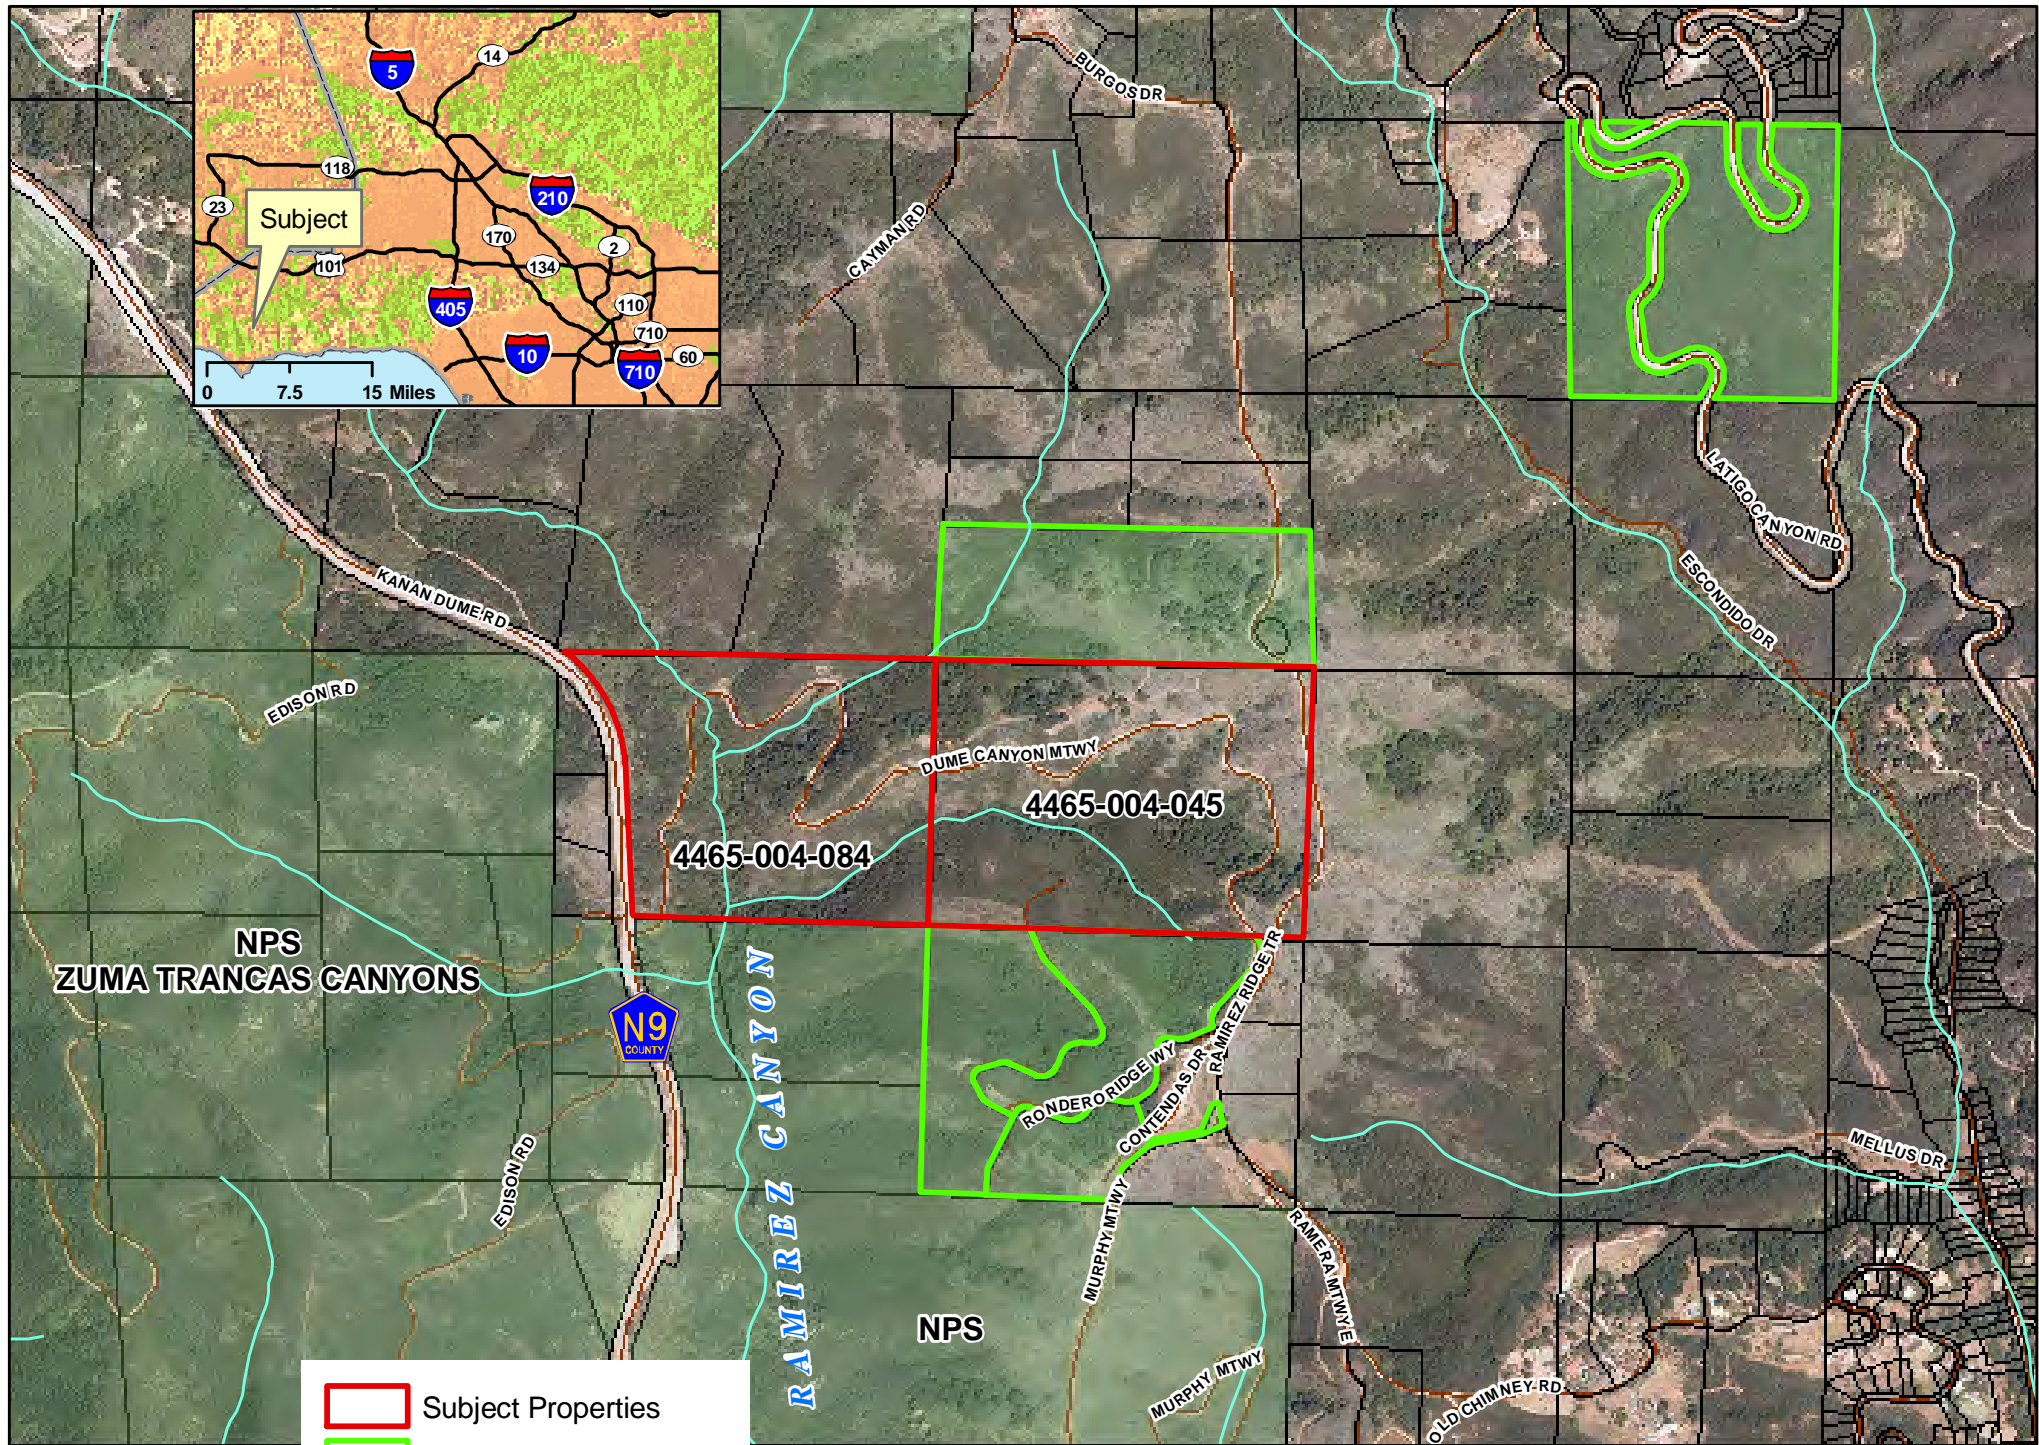 5
14
118
210
23
Subject
170
2
101
134
405
110
710
10
60
710
0 7.5 15 Miles
BURGOS DR
CAYMAN RD
KANAN DUME RD
LATIGO CANYON RD
ESCONDIDO DR
EDISON RD
DUME CANYON MTWY
4465-004-045
4465-004-084
NPS
ZUMA TRANCAS CANYONS
N9
COUNTY
RAMIREZ CANYON
RAMIREZ RIDGE TR
RONDERO RIDGE WY
CONTENDAS DR
EDISON RD
MELLUS DR
MURPHY MTWY
RAMERA MTWY E
NPS
MURPHY MTWY
OLD CHIMNEY RD
Subject Properties